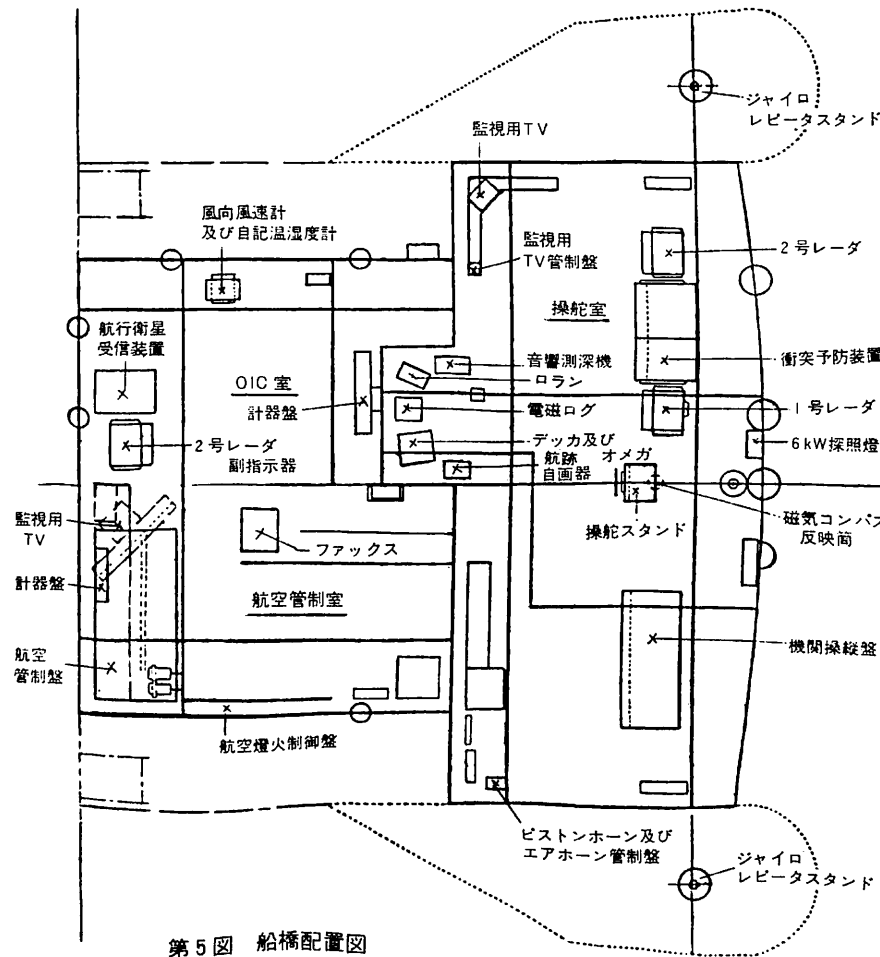 ジャイロ
レピータスタンド
監視用TV
風向風速計
及び自記温湿度計
監視用
TV管制盤
2号レーダ
操舵室
航行衛星
受信装置
音響測深機
衝突予防装置
OIC室
ロラン
計器盤
電磁ログ
1号レーダ
2号レーダ
副指示器
デッカ及び
航跡
自画器
オメガ
6kW探照燈
監視用
TV
操舵スタンド
磁気コンパス
反映筒
ファックス
計器盤
航空管制室
機関操縦盤
航空
管制盤
航空燈火制御盤
ピストンホーン及び
エアホーン管制盤
ジャイロ
レピータスタンド
第5図 船橋配置図